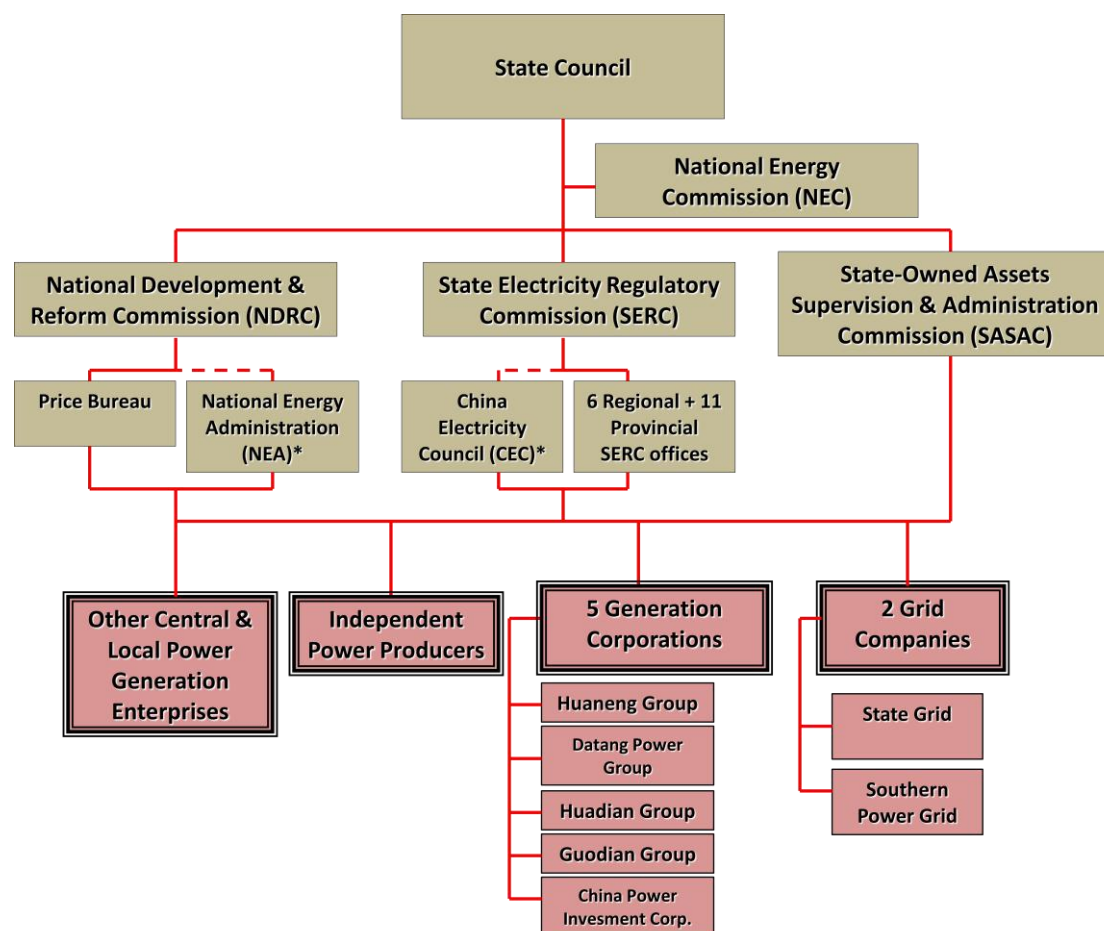 State Council
National Energy
Commission (NEC)
National Development &
Reform Commission (NDRC)
State Electricity Regulatory
Commission (SERC)
State-Owned Assets
Supervision & Administration
Commission (SASAC)
Price Bureau
National Energy
Administration
(NEA)*
China
Electricity
Council (CEC)*
6 Regional + 11
Provincial
SERC offices
Other Central &
Local Power
Generation
Enterprises
Independent
Power Producers
5 Generation
Corporations
2 Grid
Companies
Huaneng Group
Datang Power
Group
Huadian Group
Guodian Group
China Power
Invesment Corp.
State Grid
Southern
Power Grid